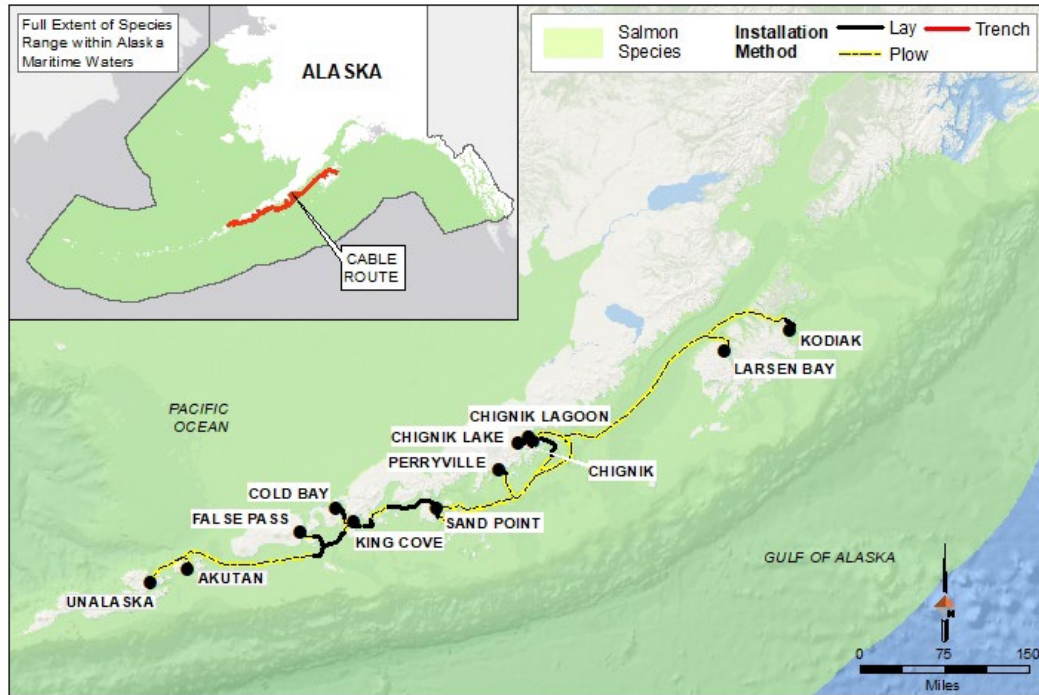 Full Extent of Species
Range within Alaska
Maritime Waters
ALASKA
CABLE
ROUTE
Salmon
Species
Installation
Method
Lay
Trench
Plow
KODIAK
LARSEN BAY
CHIGNIK LAGOON
CHIGNIK LAKE
PERRYVILLE
CHIGNIK
PACIFIC
OCEAN
COLD BAY
FALSE PASS
SAND POINT
KING COVE
AKUTAN
UNALASKA
GULF OF ALASKA
N
0 75 150
Miles